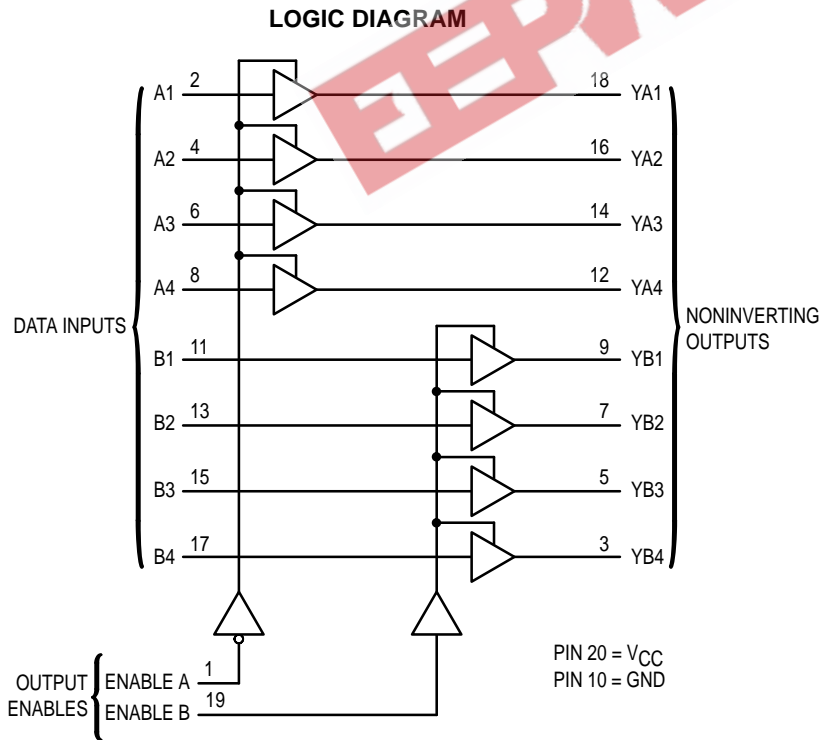 LOGIC DIAGRAM
EEPW
A1 2 18 YA1
A2 4 16 YA2
A3 6 14 YA3
A4 8 12 YA4
DATA INPUTS
NONINVERTING
OUTPUTS
B1 11 9 YB1
B2 13 7 YB2
B3 15 5 YB3
B4 17 3 YB4
PIN 20 = VCC
PIN 10 = GND
OUTPUT
ENABLES
ENABLE A 1
ENABLE B 19